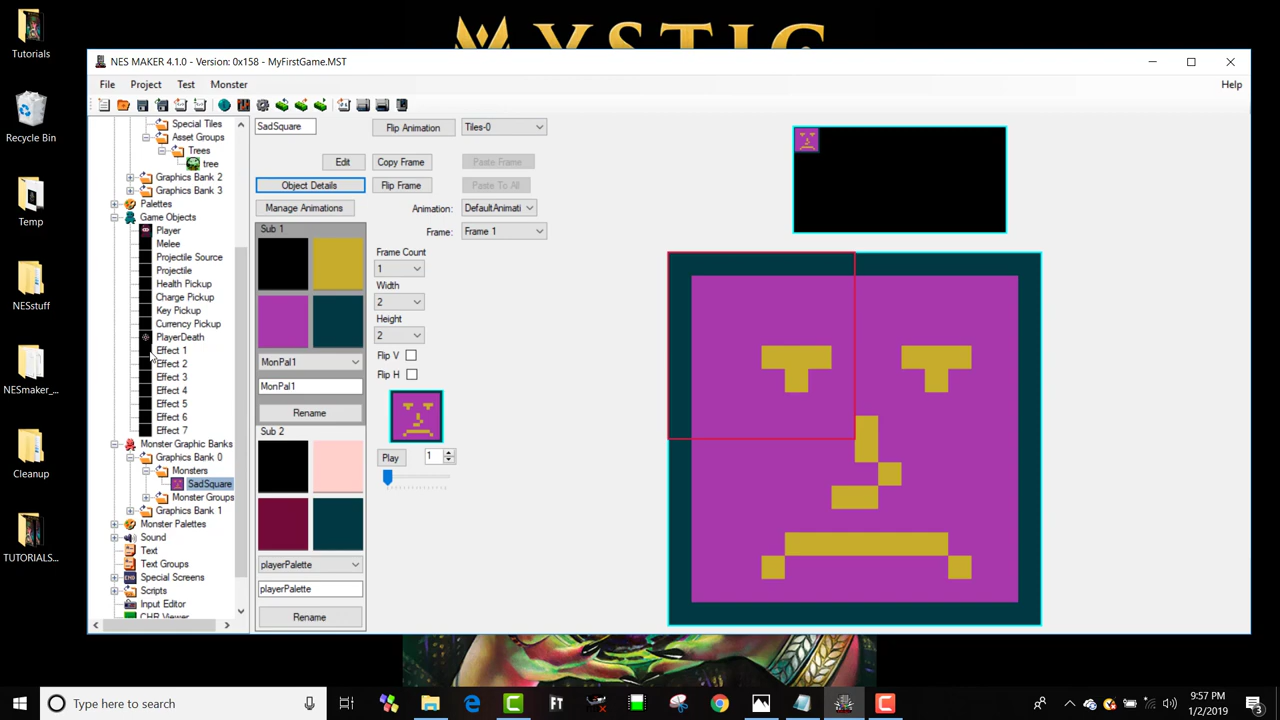 MYSTIC
Tutorials
Recycle Bin
Temp
NESstuff
NESmaker_...
Cleanup
TUTORIALS...
NES MAKER 4.1.0 - Version: 0x158 - MyFirstGame.MST
File Project Test Monster Help
Special Tiles
Asset Groups
Trees
tree
Graphics Bank 2
Graphics Bank 3
Palettes
Game Objects
Player
Melee
Projectile Source
Projectile
Health Pickup
Charge Pickup
Key Pickup
Currency Pickup
PlayerDeath
Effect 1
Effect 2
Effect 3
Effect 4
Effect 5
Effect 6
Effect 7
Monster Graphic Banks
Graphics Bank 0
Monsters
SadSquare
Monster Groups
Graphics Bank 1
Monster Palettes
Sound
Text
Text Groups
Special Screens
Scripts
Input Editor
CHR Viewer
SadSquare
Flip Animation
Tiles-0
Edit
Copy Frame
Paste Frame
Object Details
Flip Frame
Paste To All
Manage Animations
Animation:
DefaultAnimati
Frame:
Frame 1
Sub 1
MonPal1
MonPal1
Rename
Sub 2
playerPalette
playerPalette
Rename
Frame Count
1
Width
2
Height
2
Flip V
Flip H
Play
1
Type here to search
9:57 PM
1/2/2019